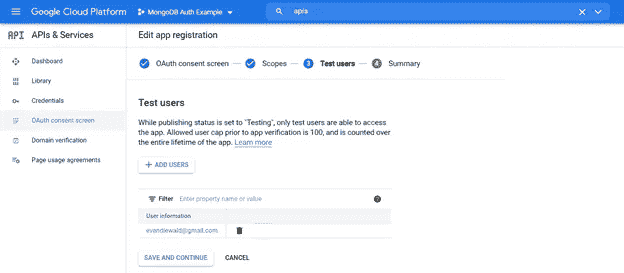 Google Cloud Platform
MongoDB Auth Example
apis
API
APIs & Services
Edit app registration
Dashboard
Library
Credentials
OAuth consent screen
Domain verification
Page usage agreements
OAuth consent screen
Scopes
3
Test users
4
Summary
Test users
While publishing status is set to "Testing", only test users are able to access
the app. Allowed user cap prior to app verification is 100, and is counted over
the entire lifetime of the app. Learn more
ADD USERS
Filter
Enter property name or value
User information
evandiewald@gmail.com
SAVE AND CONTINUE
CANCEL